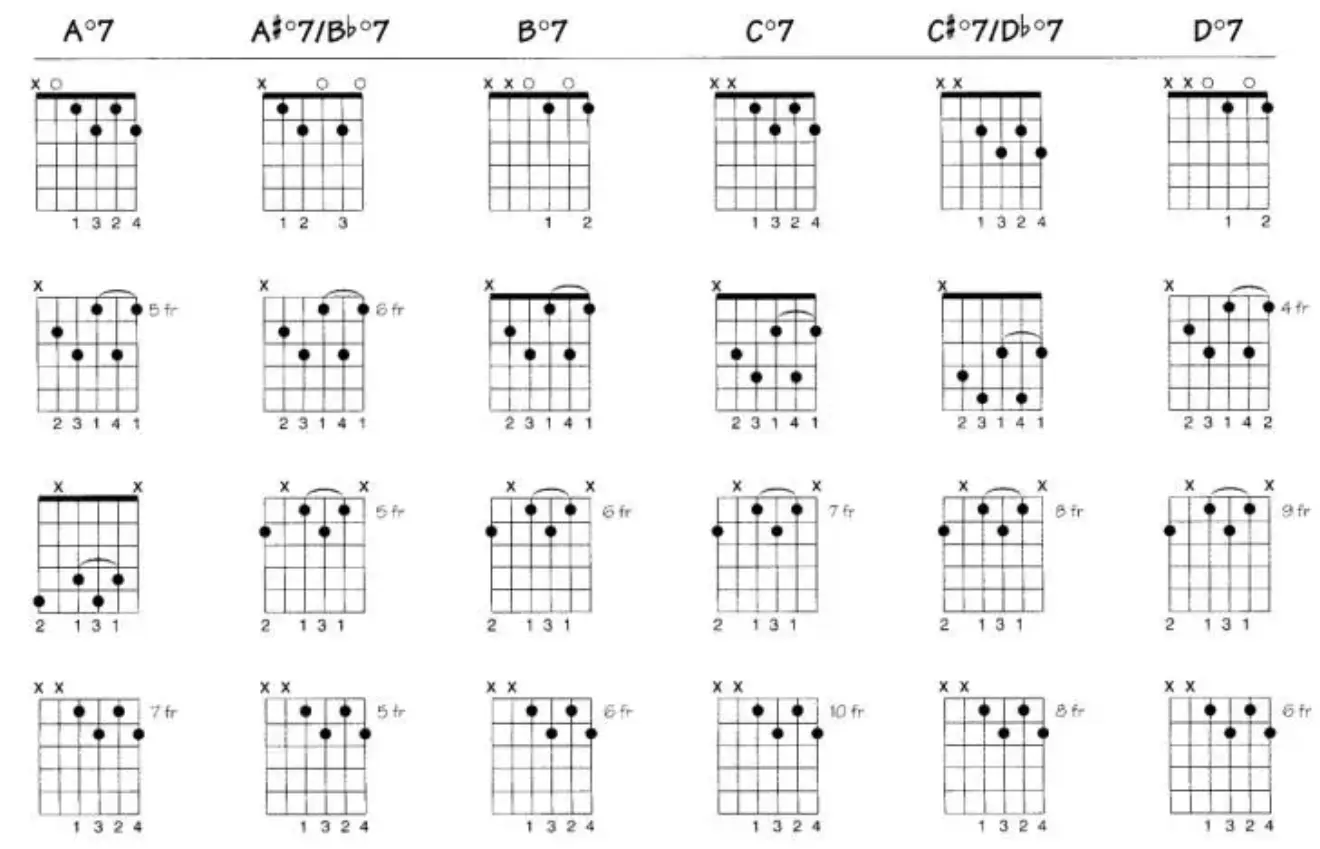 A°7 A♯°7/B♭°7 B°7 C°7 C♯°7/D♭°7 D°7
x ○ x ○ ○ x x ○ ○ x x x x x x ○ ○
1 3 2 4 1 2 3 1 2 1 3 2 4 1 3 2 4 1 2
x x x x x x
5 fr 6 fr 4 fr
2 3 1 4 1 2 3 1 4 1 2 3 1 4 1 2 3 1 4 1 2 3 1 4 1 2 3 1 4 2
x x x x x x x x x x x x
5 fr 6 fr 7 fr 8 fr 9 fr
2 1 3 1 2 1 3 1 2 1 3 1 2 1 3 1 2 1 3 1 2 1 3 1
x x x x x x x x x x x x
7 fr 5 fr 6 fr 10 fr 8 fr 6 fr
1 3 2 4 1 3 2 4 1 3 2 4 1 3 2 4 1 3 2 4 1 3 2 4